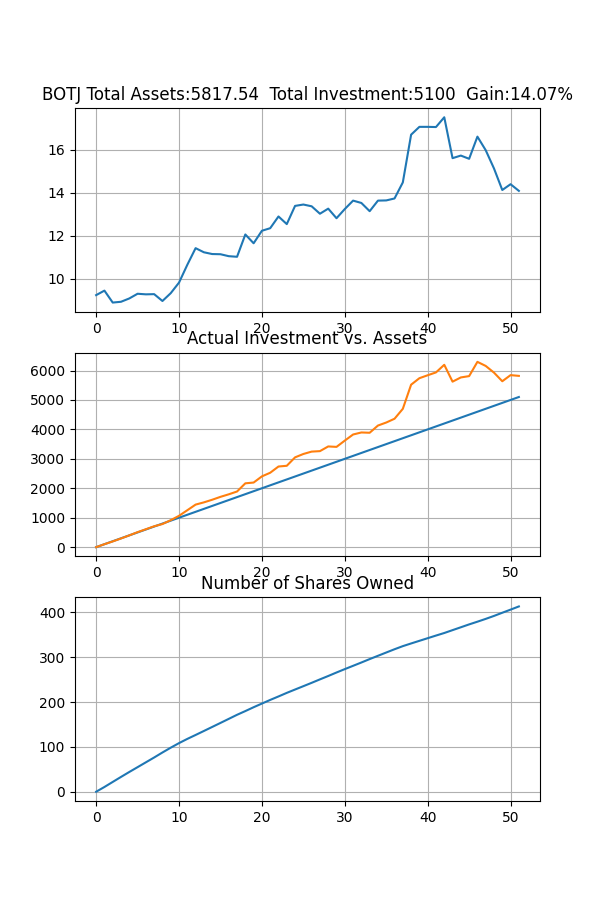 BOTJ Total Assets:5817.54  Total Investment:5100  Gain:14.07%
16
14
12
10
0 10 20 30 40 50
Actual Investment vs. Assets
6000
5000
4000
3000
2000
1000
0
0 10 20 30 40 50
Number of Shares Owned
400
300
200
100
0
0 10 20 30 40 50